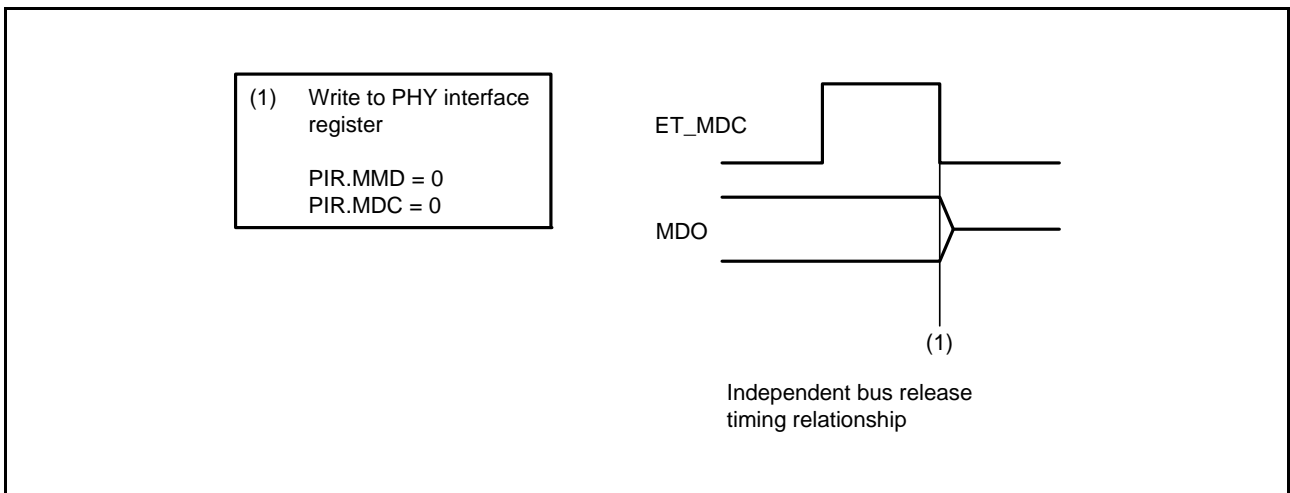 (1) Write to PHY interface
register
PIR.MMD = 0
PIR.MDC = 0
ET_MDC
MDO
(1)
Independent bus release
timing relationship